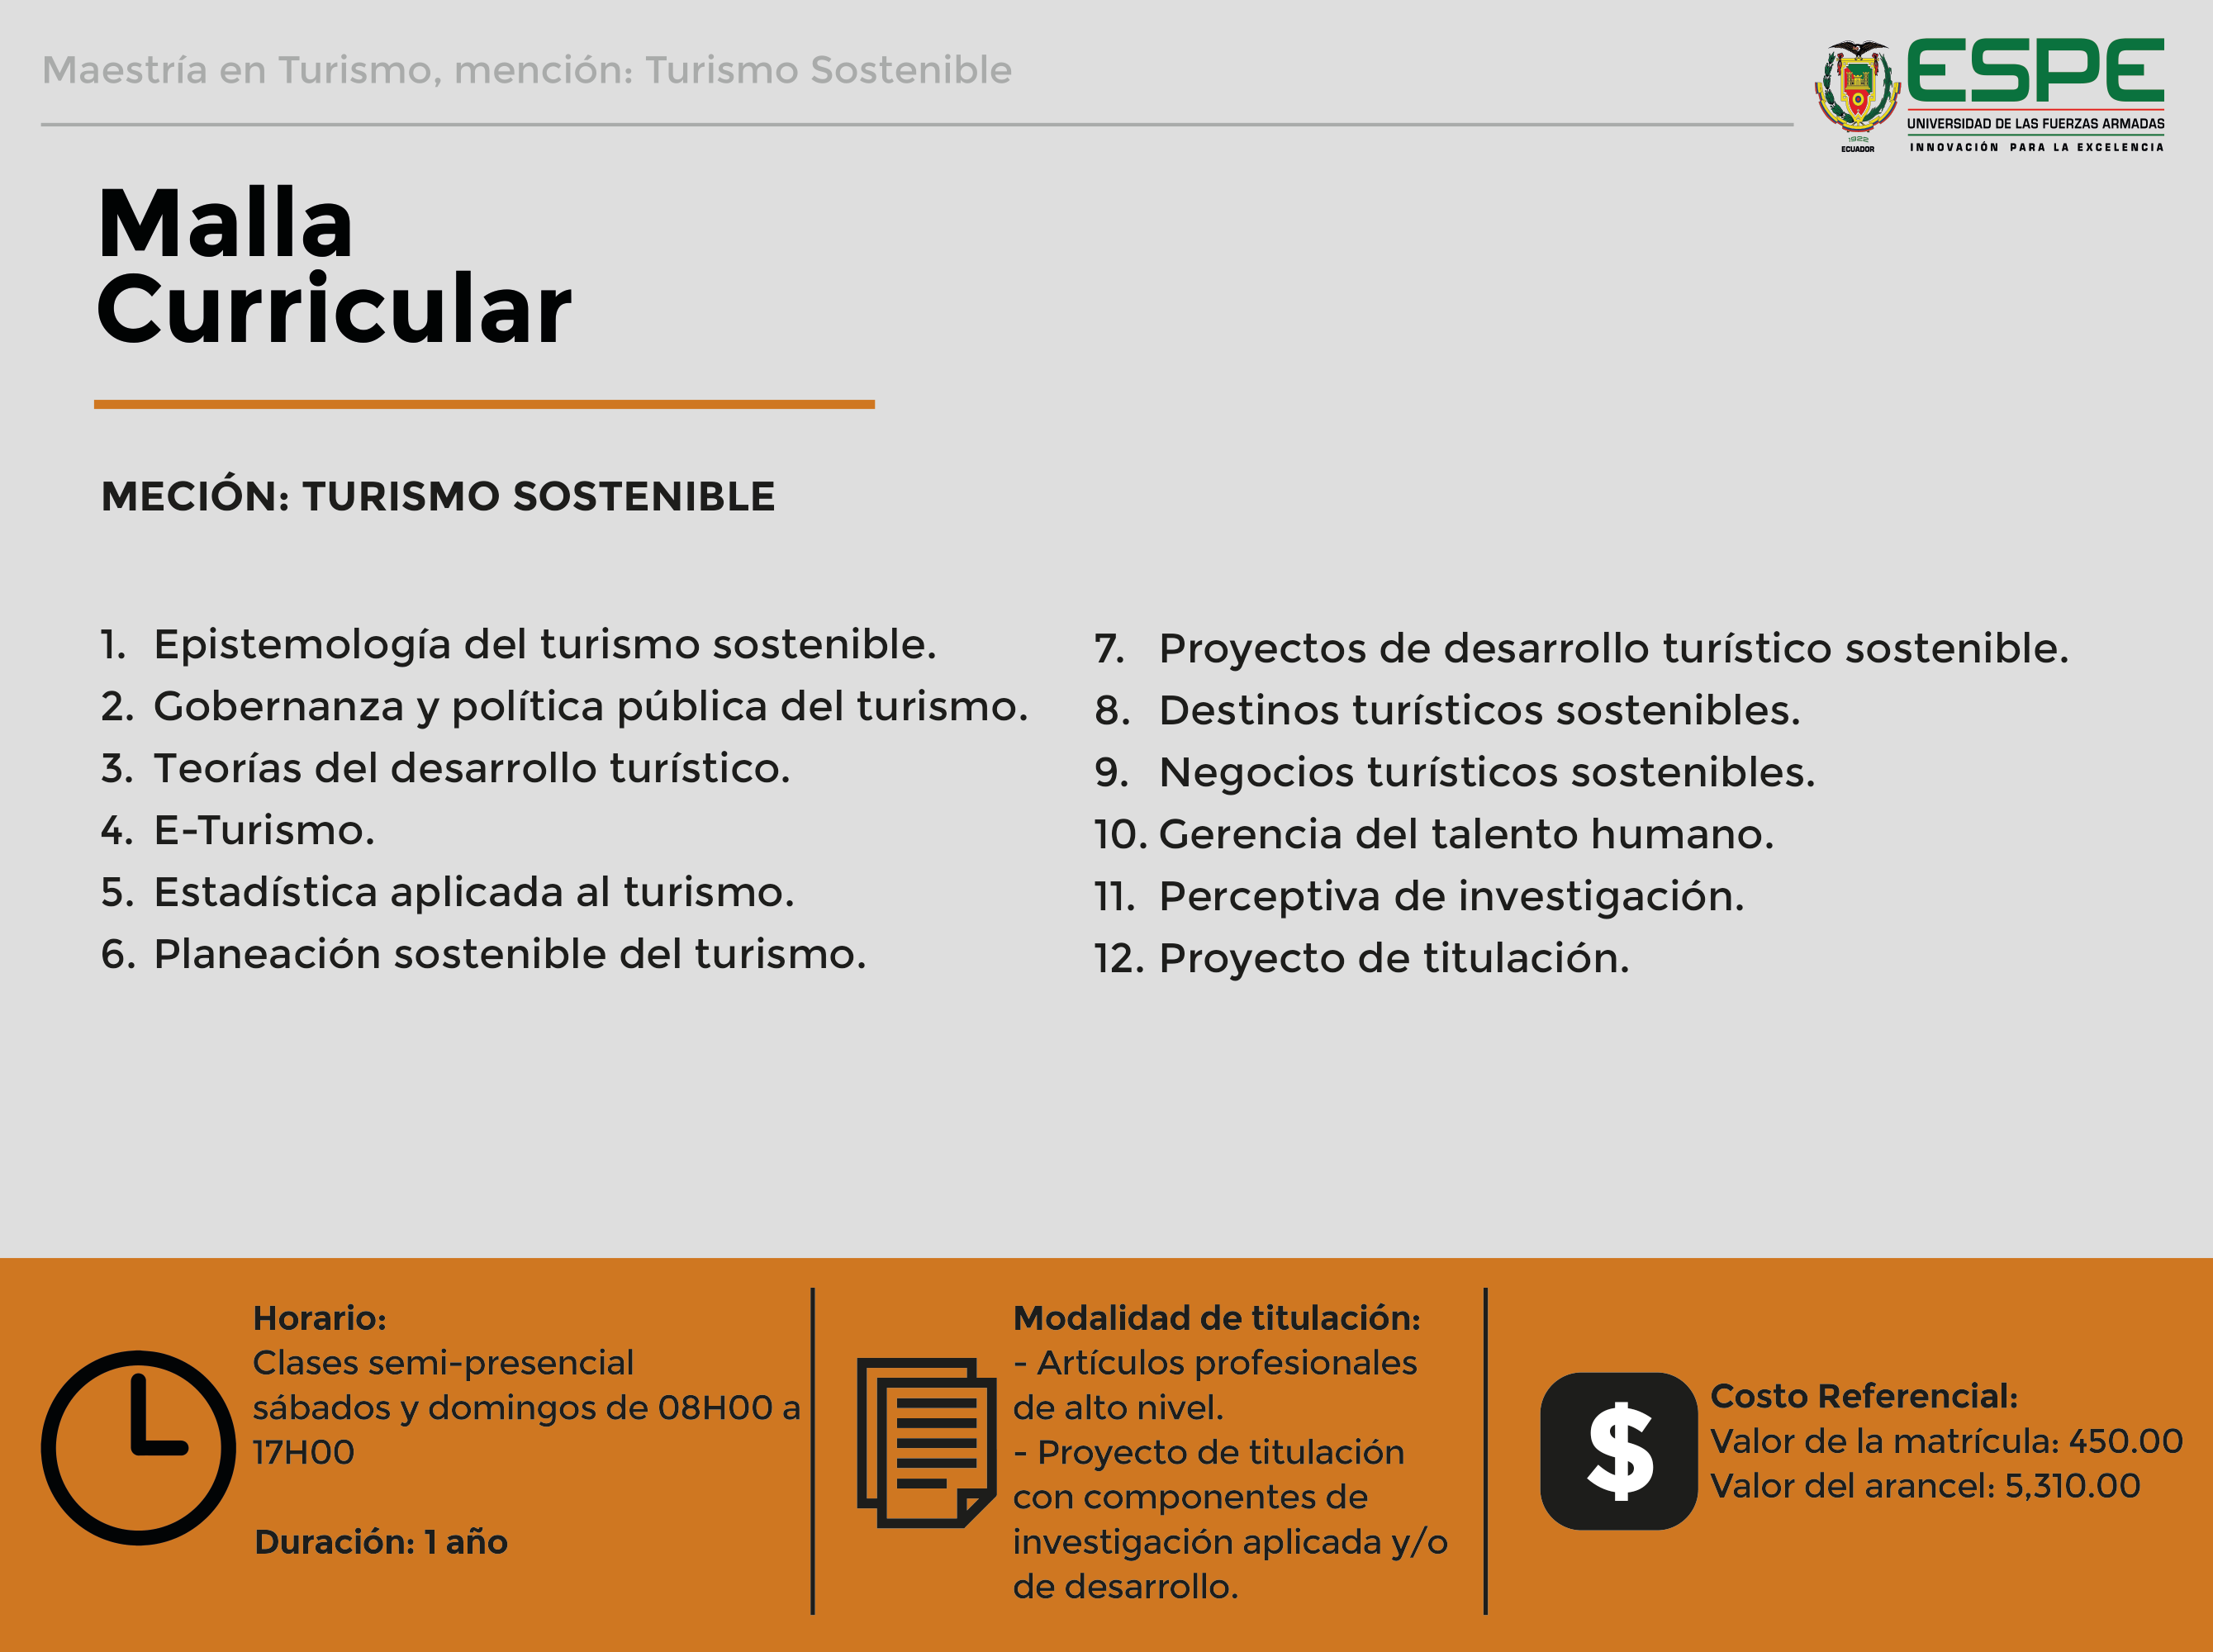 Maestría en Turismo, mención: Turismo Sostenible
ESPE
UNIVERSIDAD DE LAS FUERZAS ARMADAS
INNOVACIÓN PARA LA EXCELENCIA
1922
ECUADOR
Malla
Curricular
MECIÓN: TURISMO SOSTENIBLE
1. Epistemología del turismo sostenible.
2. Gobernanza y política pública del turismo.
3. Teorías del desarrollo turístico.
4. E-Turismo.
5. Estadística aplicada al turismo.
6. Planeación sostenible del turismo.
7. Proyectos de desarrollo turístico sostenible.
8. Destinos turísticos sostenibles.
9. Negocios turísticos sostenibles.
10. Gerencia del talento humano.
11. Perceptiva de investigación.
12. Proyecto de titulación.
Horario:
Clases semi-presencial
sábados y domingos de 08H00 a
17H00
Duración: 1 año
Modalidad de titulación:
- Artículos profesionales
de alto nivel.
- Proyecto de titulación
con componentes de
investigación aplicada y/o
de desarrollo.
$
Costo Referencial:
Valor de la matrícula: 450.00
Valor del arancel: 5,310.00